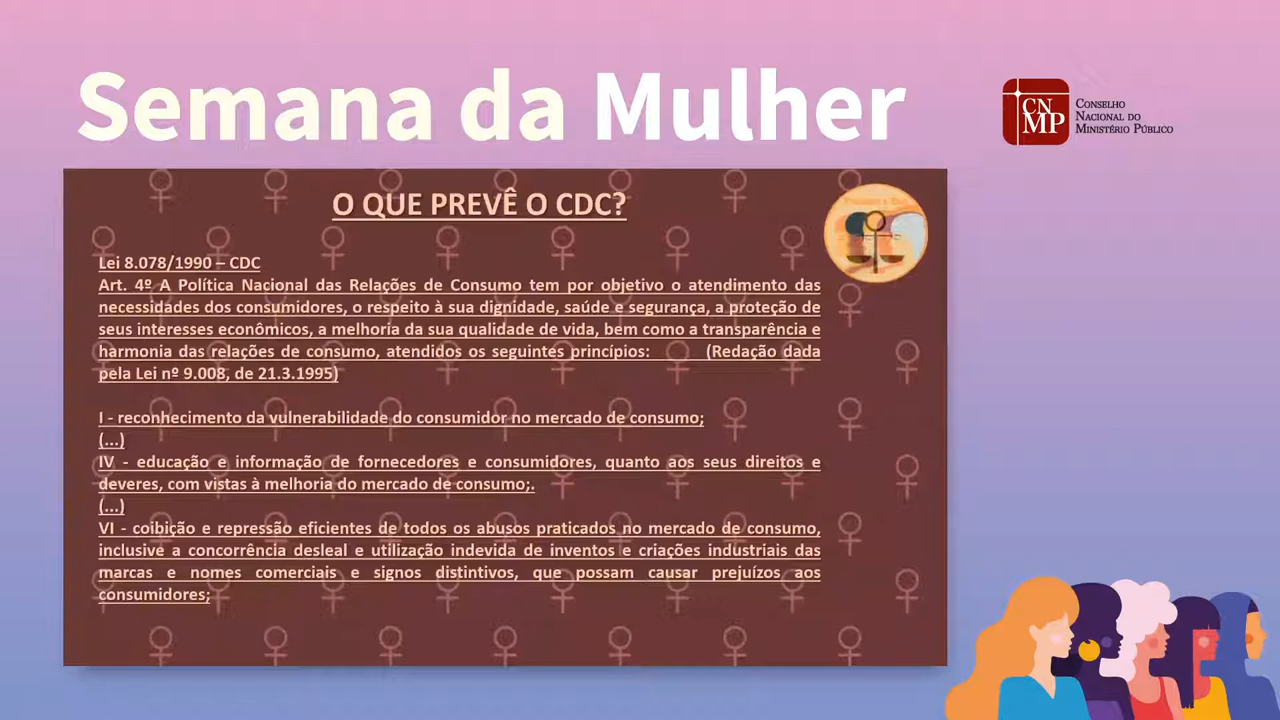 Semana da Mulher
CN
MP
CONSELHO
NACIONAL DO
MINISTÉRIO PÚBLICO
O QUE PREVÊ O CDC?
Lei 8.078/1990 – CDC
Art. 4º A Política Nacional das Relações de Consumo tem por objetivo o atendimento das
necessidades dos consumidores, o respeito à sua dignidade, saúde e segurança, a proteção de
seus interesses econômicos, a melhoria da sua qualidade de vida, bem como a transparência e
harmonia das relações de consumo, atendidos os seguintes princípios: (Redação dada
pela Lei nº 9.008, de 21.3.1995)
I - reconhecimento da vulnerabilidade do consumidor no mercado de consumo;
(...)
IV - educação e informação de fornecedores e consumidores, quanto aos seus direitos e
deveres, com vistas à melhoria do mercado de consumo;.
(...)
VI - coibição e repressão eficientes de todos os abusos praticados no mercado de consumo,
inclusive a concorrência desleal e utilização indevida de inventos e criações industriais das
marcas e nomes comerciais e signos distintivos, que possam causar prejuízos aos
consumidores;